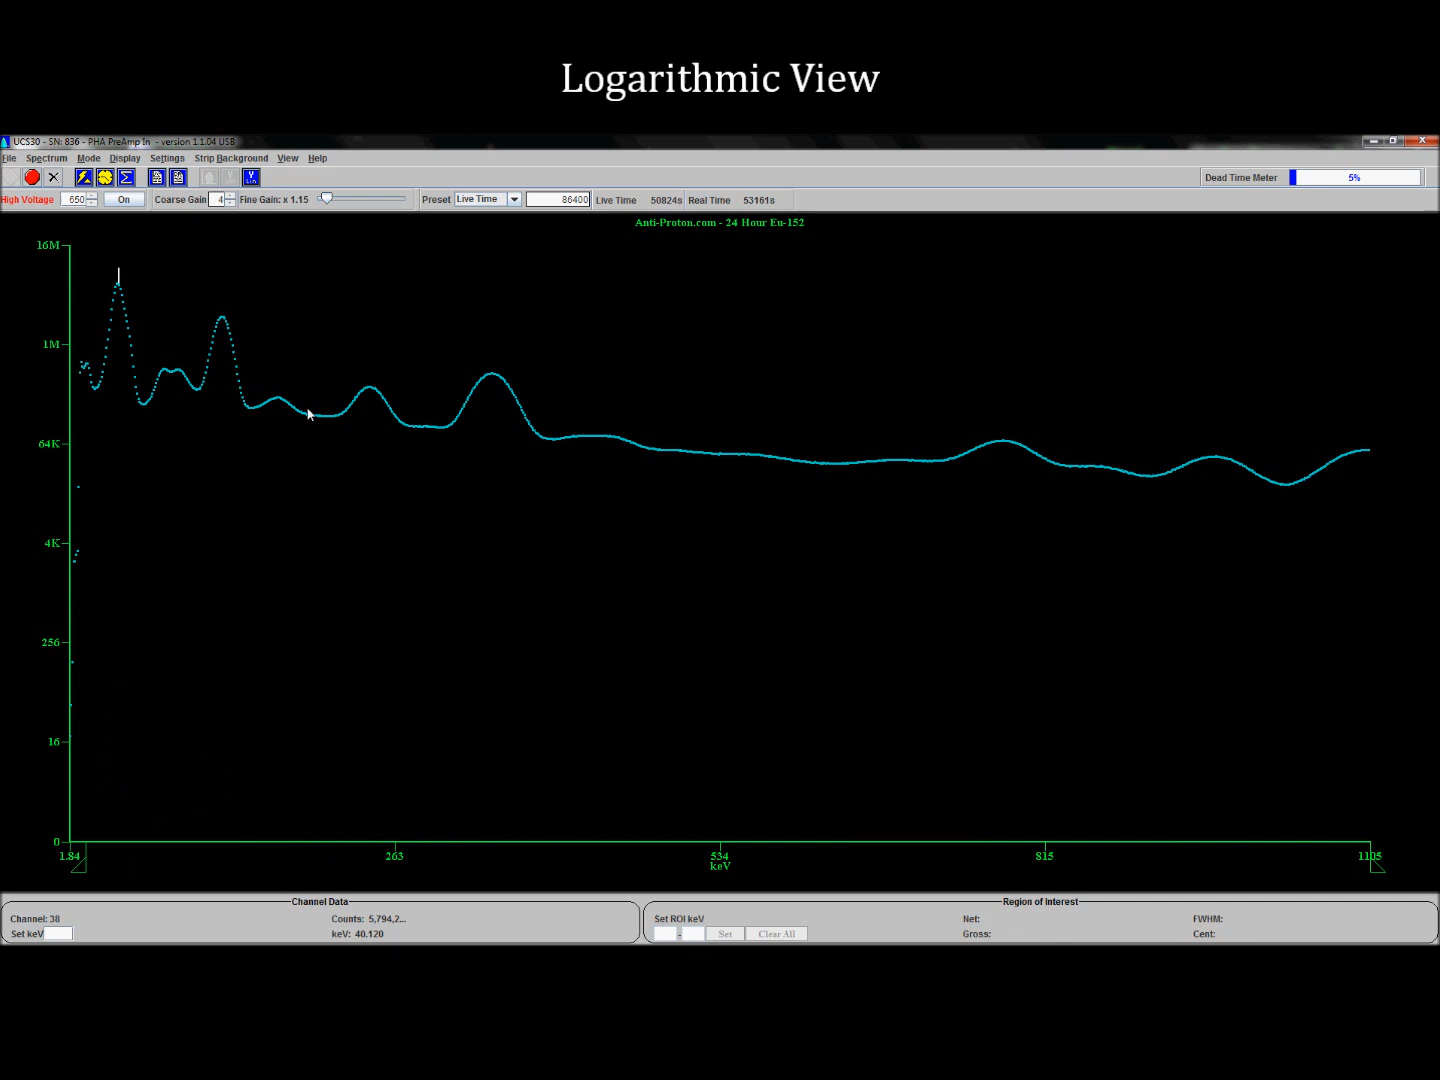 Logarithmic View
UCS30 - SN: 836 - PHA PreAmp In - version 1.1.04 USB
File Spectrum Mode Display Settings Strip Background View Help
Dead Time Meter 5%
High Voltage 650 On Coarse Gain 4 Fine Gain: x 1.15 Preset Live Time 86400 Live Time 50824s Real Time 53161s
Anti-Proton.com - 24 Hour Eu-152
16M
1M
64K
4K
256
16
0
1.84 263 534 815 1105
keV
Channel Data
Channel: 38 Counts: 5,794,2...
Set keV keV: 40.120
Region of Interest
Set ROI keV Net: FWHM:
- Set Clear All Gross: Cent: